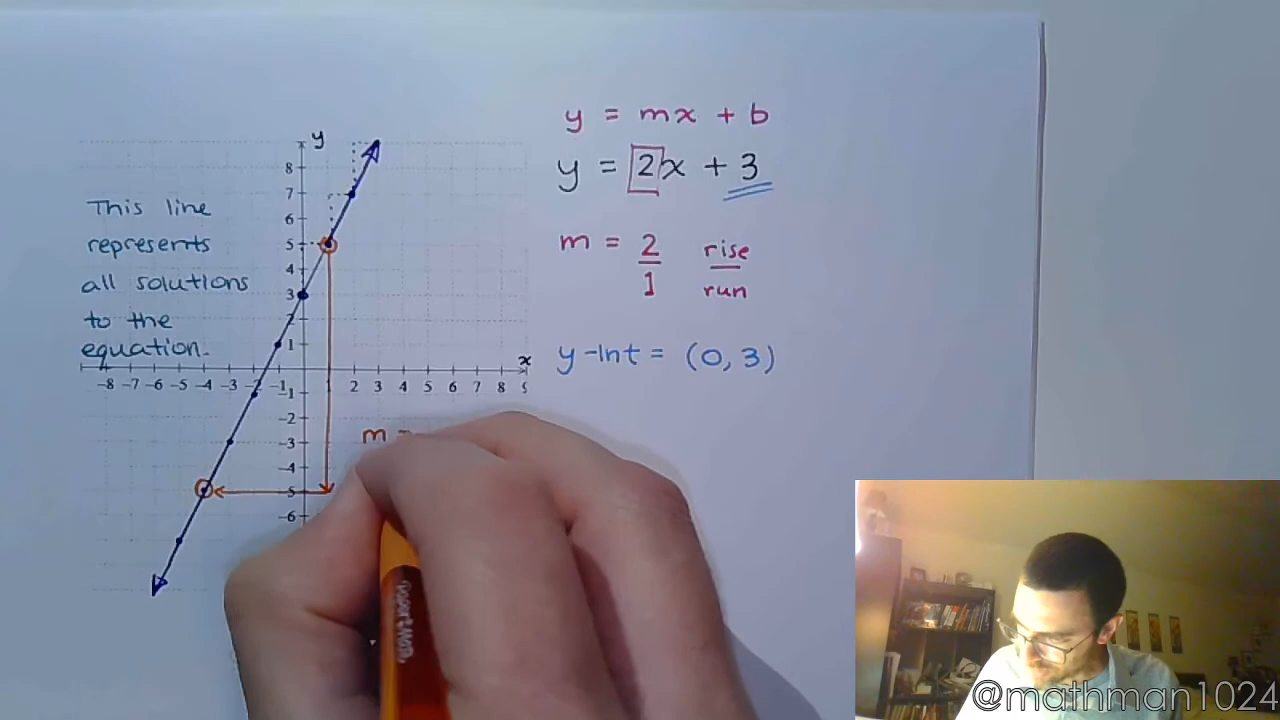 y = mx + b
y = 2x + 3
m = 2/1 rise/run
y-int = (0, 3)
This line
represents
all solutions
to the
equation.
y
8
7
6
5
4
3
2
1
x
-8 -7 -6 -5 -4 -3 -2 -1 1 2 3 4 5 6 7 8
-1
-2
-3
-4
-5
-6
m =
@mathman1024